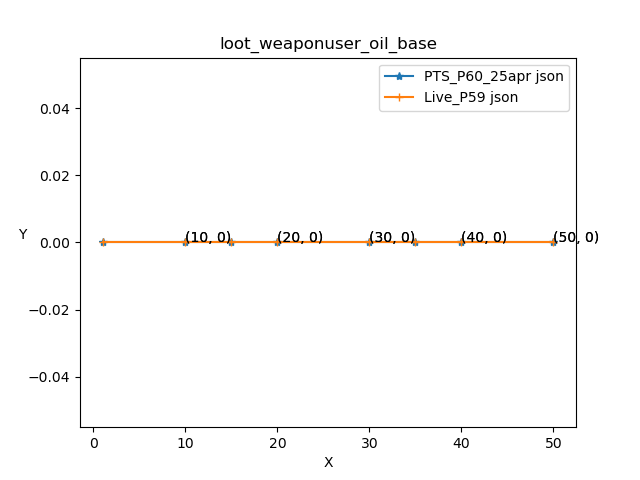 loot_weaponuser_oil_base
PTS_P60_25apr json
Live_P59 json
0.04
0.02
0.00
−0.02
−0.04
Y
(10, 0) (20, 0) (30, 0) (40, 0) (50, 0)
0 10 20 30 40 50
X